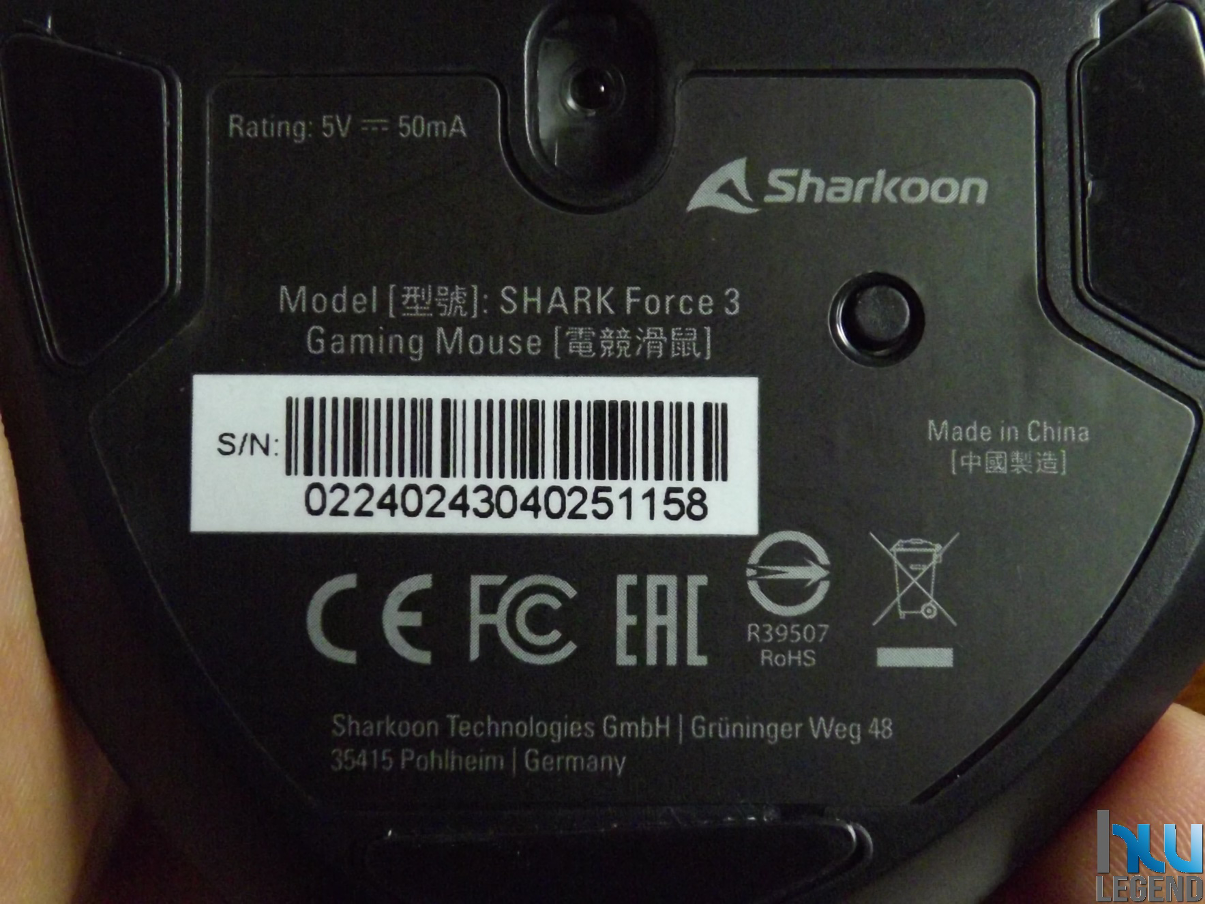 Rating: 5V ⎓ 50mA
Sharkoon
Model [型號]: SHARK Force 3
Gaming Mouse [電競滑鼠]
S/N:
02240243040251158
Made in China
[中國製造]
CE FC EAC
R39507
RoHS
Sharkoon Technologies GmbH | Grüninger Weg 48
35415 Pohlheim | Germany
LEGEND